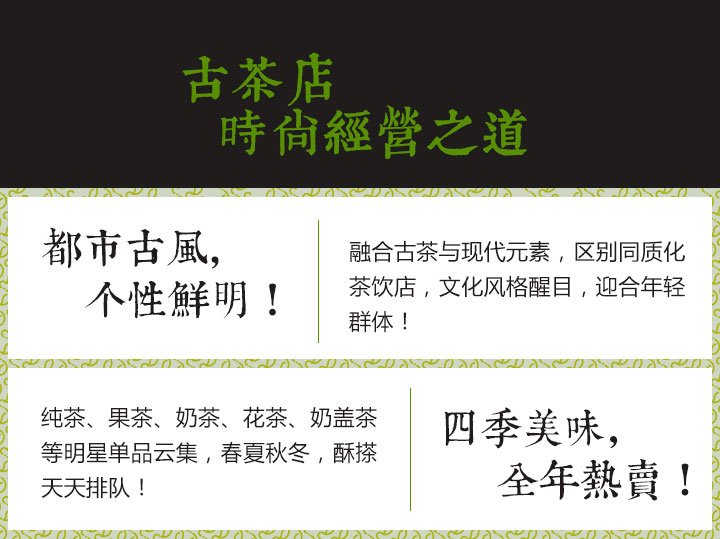 古茶店
時尚經營之道
都市古風，
个性鮮明！
融合古茶与现代元素，区别同质化
茶饮店，文化风格醒目，迎合年轻
群体！
纯茶、果茶、奶茶、花茶、奶盖茶
等明星单品云集，春夏秋冬，酥搽
天天排队！
四季美味，
全年熱賣！